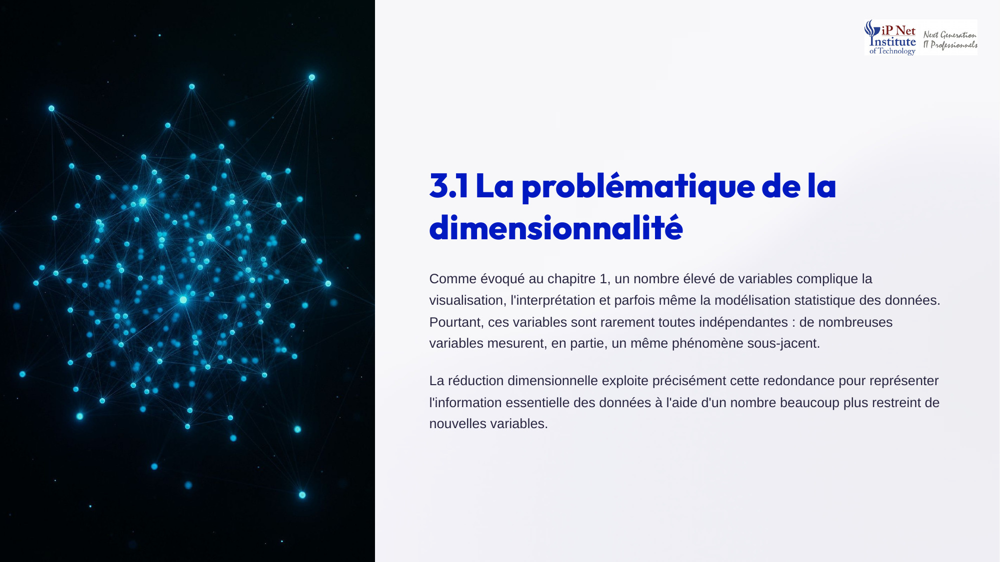 iP Net
Institute
of Technology
Next Generation
IT Professionnels
3.1 La problématique de la
dimensionnalité
Comme évoqué au chapitre 1, un nombre élevé de variables complique la
visualisation, l'interprétation et parfois même la modélisation statistique des données.
Pourtant, ces variables sont rarement toutes indépendantes : de nombreuses
variables mesurent, en partie, un même phénomène sous-jacent.
La réduction dimensionnelle exploite précisément cette redondance pour représenter
l'information essentielle des données à l'aide d'un nombre beaucoup plus restreint de
nouvelles variables.